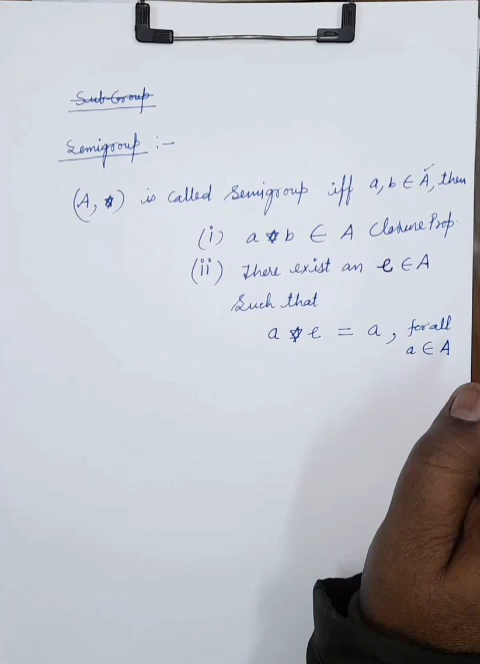 Sub Group
Semigroup :-
(A, *) is called Semigroup iff a, b ∈ A, then
(i) a * b ∈ A Closure Prop.
(ii) There exist an e ∈ A
Such that
a * e = a, for all
a ∈ A